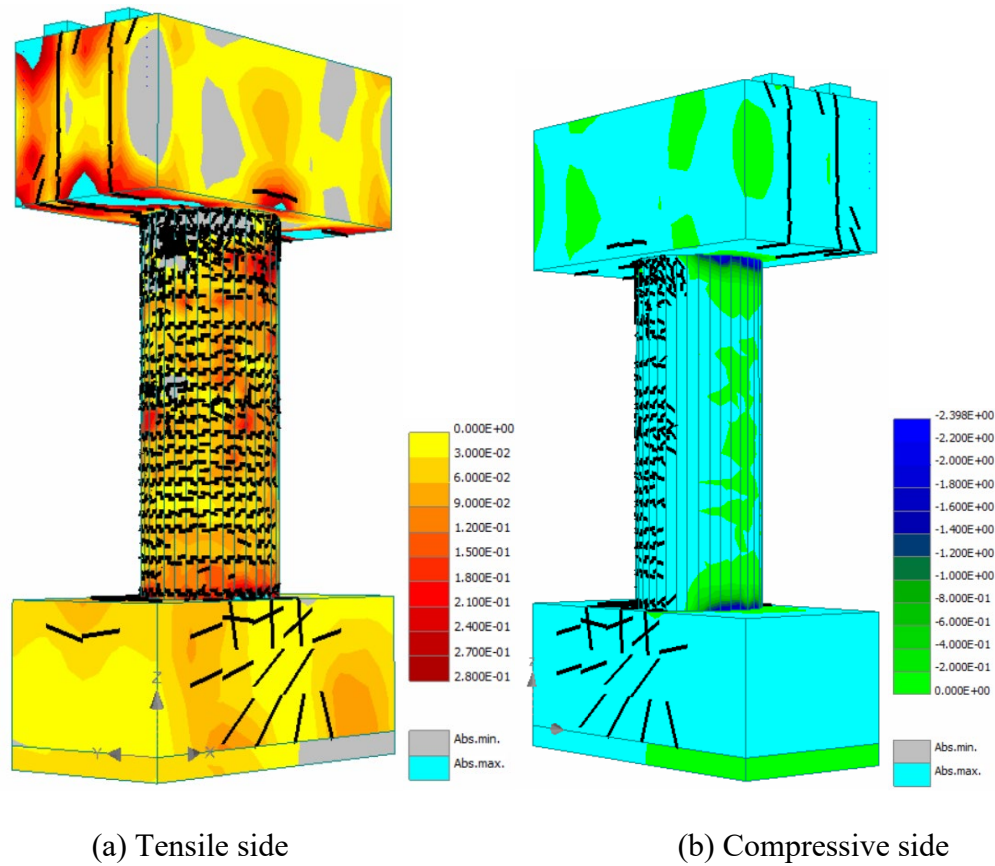 0.000E+00
3.000E-02
6.000E-02
9.000E-02
1.200E-01
1.500E-01
1.800E-01
2.100E-01
2.400E-01
2.700E-01
2.800E-01
Abs.min.
Abs.max.
Z
Y
X
-2.398E+00
-2.200E+00
-2.000E+00
-1.800E+00
-1.600E+00
-1.400E+00
-1.200E+00
-1.000E+00
-8.000E-01
-6.000E-01
-4.000E-01
-2.000E-01
0.000E+00
Abs.min.
Abs.max.
(a) Tensile side
(b) Compressive side